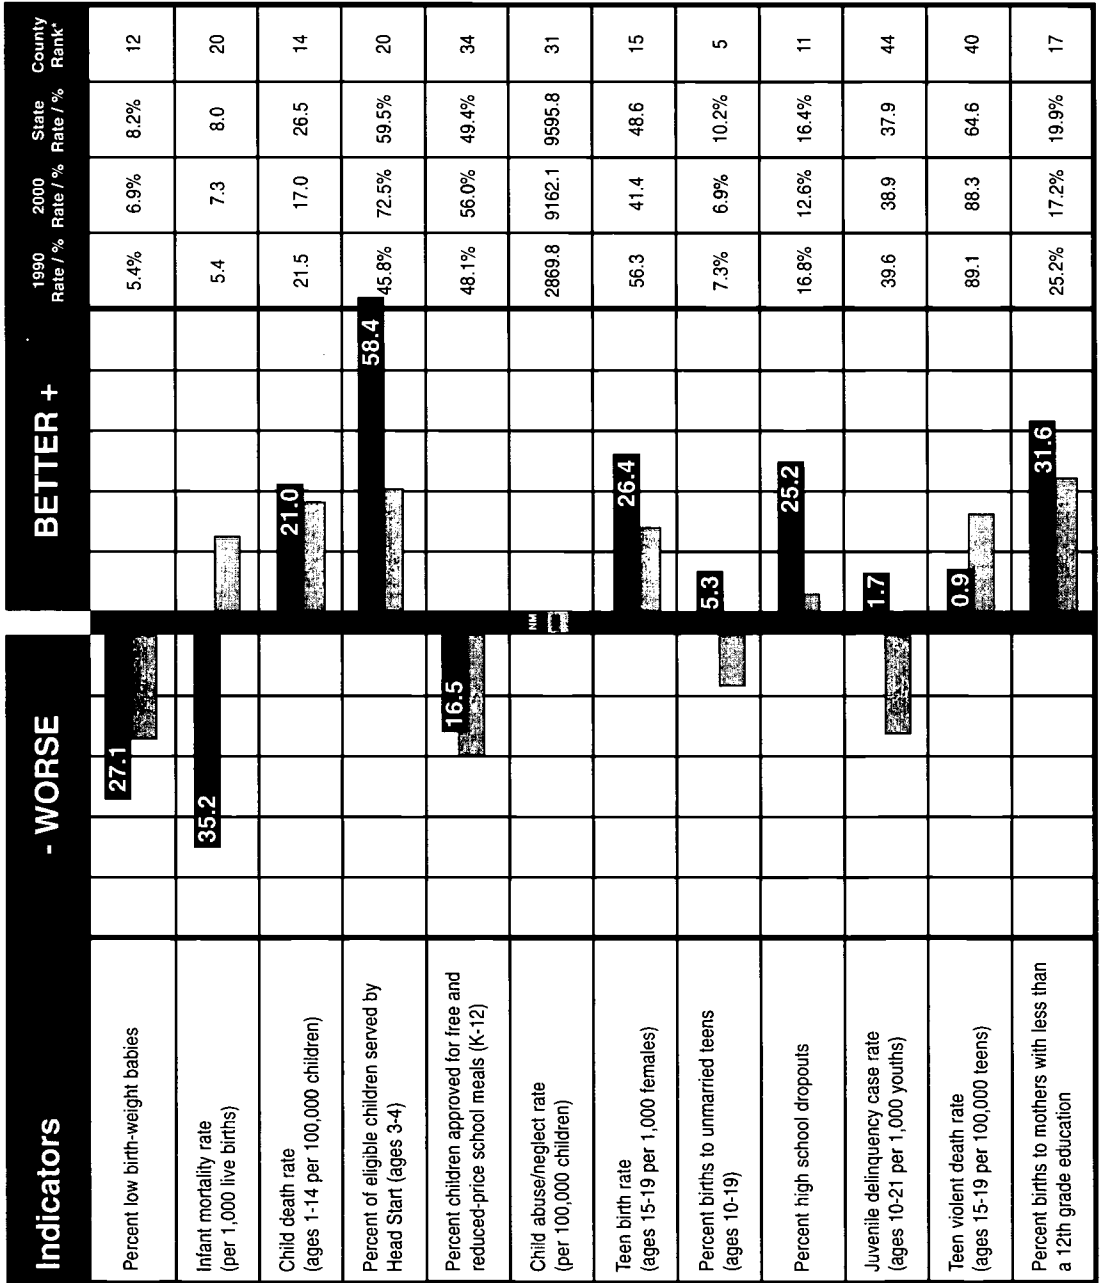 Indicators
- WORSE
BETTER +
1990
Rate / %
2000
Rate / %
State
Rate / %
County
Rank*
Percent low birth-weight babies
27.1
5.4%
6.9%
8.2%
12
Infant mortality rate
(per 1,000 live births)
35.2
5.4
7.3
8.0
20
Child death rate
(ages 1-14 per 100,000 children)
21.0
21.5
17.0
26.5
14
Percent of eligible children served by
Head Start (ages 3-4)
58.4
45.8%
72.5%
59.5%
20
Percent children approved for free and
reduced-price school meals (K-12)
16.5
48.1%
56.0%
49.4%
34
Child abuse/neglect rate
(per 100,000 children)
NM
2869.8
9162.1
9595.8
31
Teen birth rate
(ages 15-19 per 1,000 females)
26.4
56.3
41.4
48.6
15
Percent births to unmarried teens
(ages 10-19)
5.3
7.3%
6.9%
10.2%
5
Percent high school dropouts
25.2
16.8%
12.6%
16.4%
11
Juvenile delinquency case rate
(ages 10-21 per 1,000 youths)
1.7
39.6
38.9
37.9
44
Teen violent death rate
(ages 15-19 per 100,000 teens)
0.9
89.1
88.3
64.6
40
Percent births to mothers with less than
a 12th grade education
31.6
25.2%
17.2%
19.9%
17